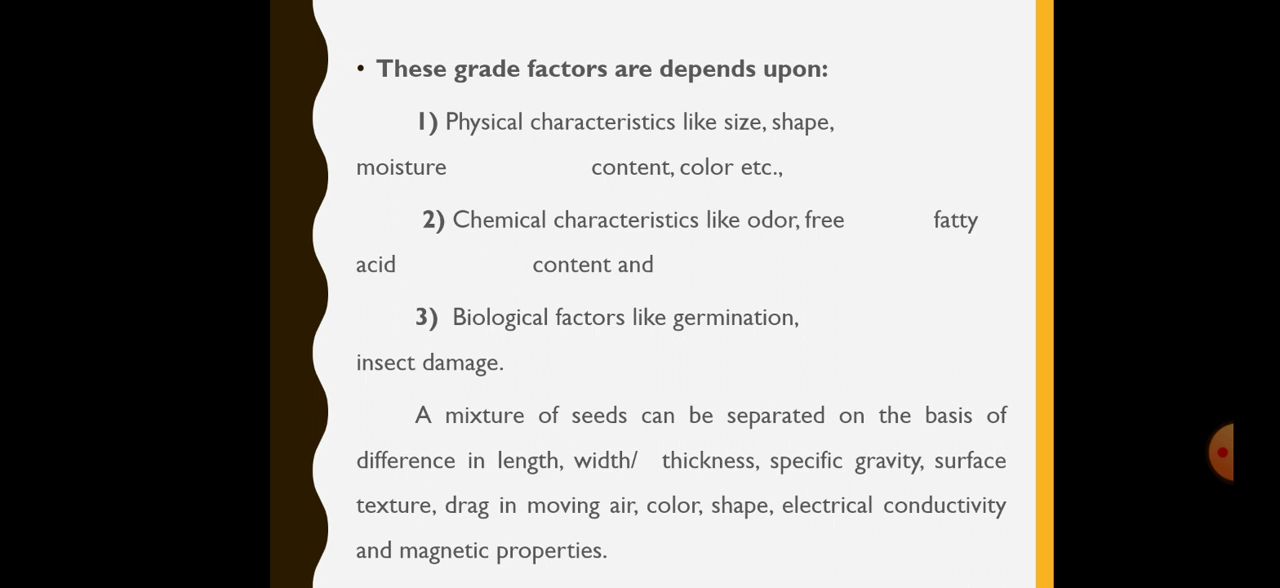 • These grade factors are depends upon:
1) Physical characteristics like size, shape,
moisture content, color etc.,
2) Chemical characteristics like odor, free fatty
acid content and
3) Biological factors like germination,
insect damage.
A mixture of seeds can be separated on the basis of
difference in length, width/ thickness, specific gravity, surface
texture, drag in moving air, color, shape, electrical conductivity
and magnetic properties.